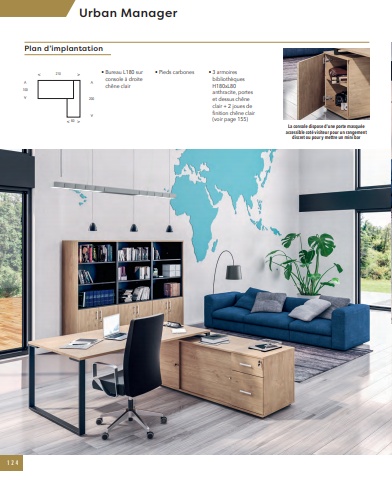 Urban Manager
Plan d'implantation
• Bureau L180 sur
console à droite
chêne clair
• Pieds carbones
• 3 armoires
bibliothèques
H180xL80
anthracite, portes
et dessus chêne
clair + 2 joues de
finition chêne clair
(voir page 155)
La console dispose d'une porte masquée
accessible coté visiteur pour un rangement
discret ou pour y mettre un mini bar
124